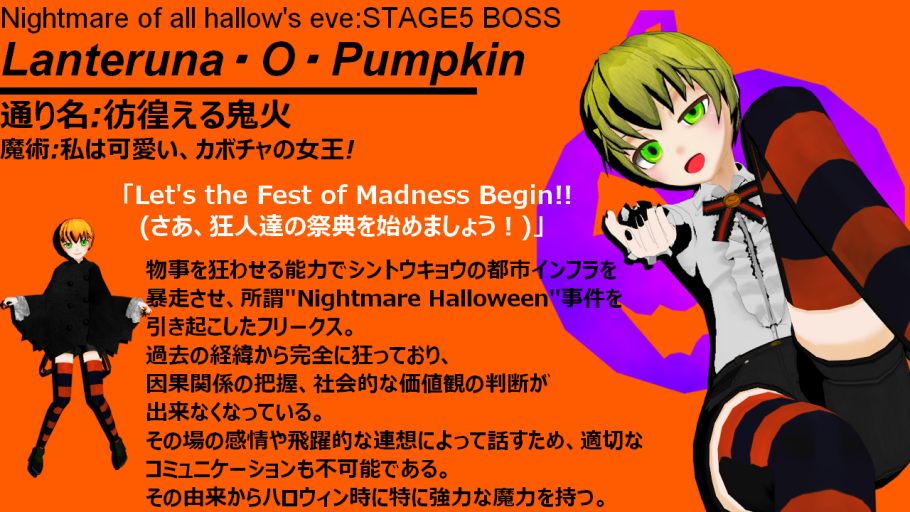 Nightmare of all hallow's eve:STAGE5 BOSS
Lanteruna・O・Pumpkin
通り名:彷徨える鬼火
魔術:私は可愛い、カボチャの女王!
「Let's the Fest of Madness Begin!!
(さあ、狂人達の祭典を始めましょう！)」
物事を狂わせる能力でシントウキョウの都市インフラを
暴走させ、所謂"Nightmare Halloween"事件を
引き起こしたフリークス。
過去の経緯から完全に狂っており、
因果関係の把握、社会的な価値観の判断が
出来なくなっている。
その場の感情や飛躍的な連想によって話すため、適切な
コミュニケーションも不可能である。
その由来からハロウィン時に特に強力な魔力を持つ。